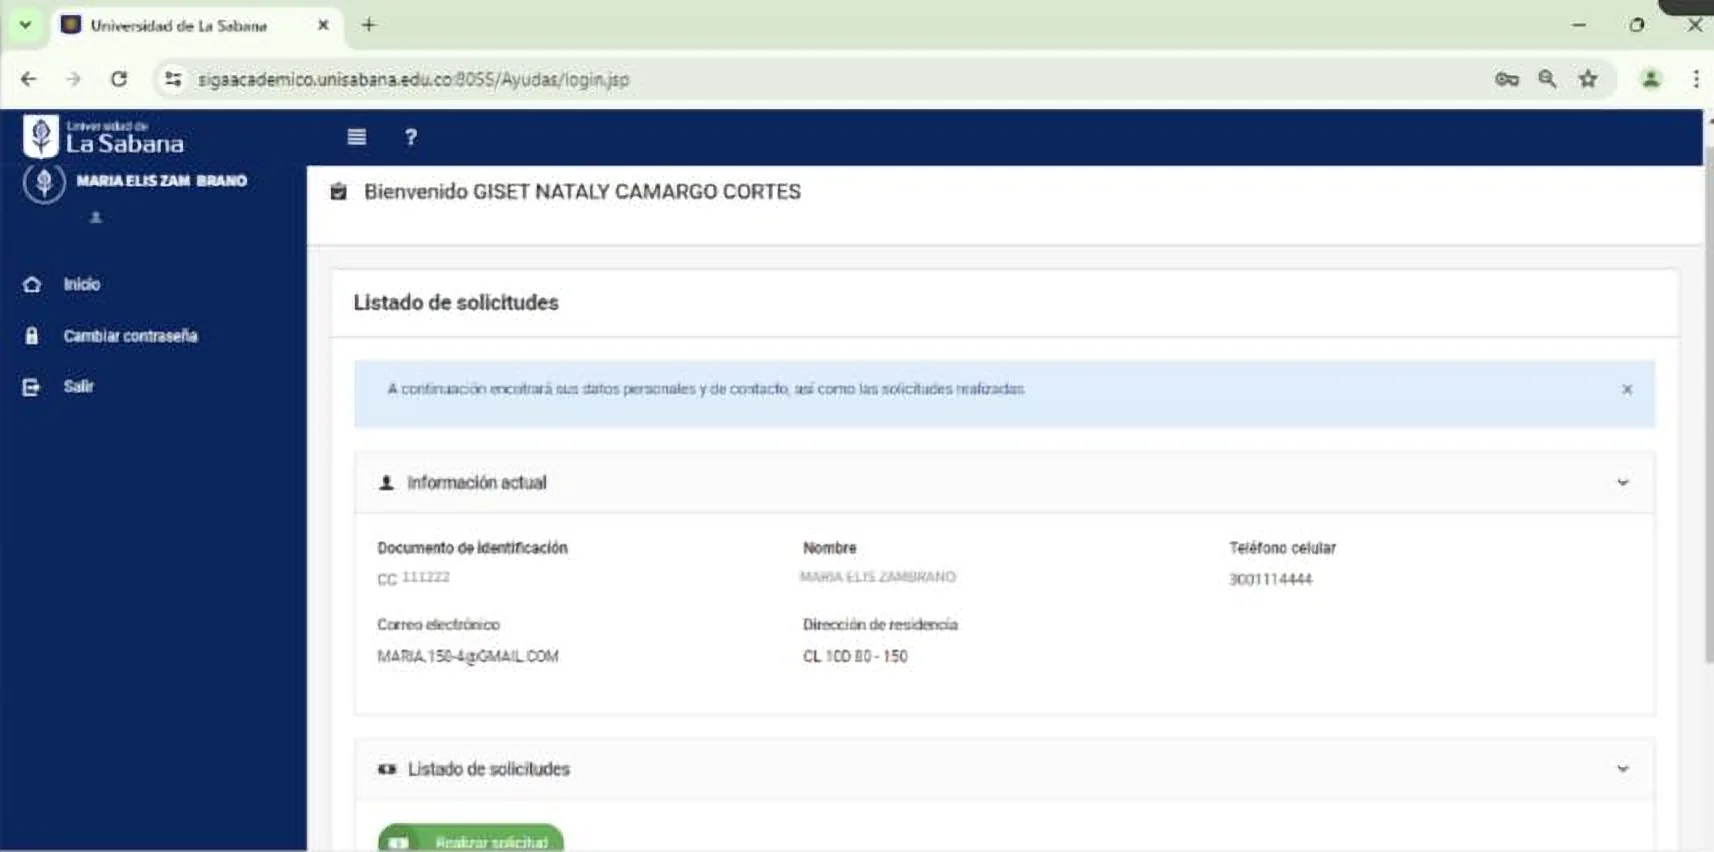 Universidad de La Sabana
sigaacademico.unisabana.edu.co:8055/Ayudas/login.jsp
Universidad de
La Sabana
?
MARIA ELIS ZAM BRANO
Bienvenido GISET NATALY CAMARGO CORTES
Inicio
Cambiar contraseña
Salir
Listado de solicitudes
A continuación encotrará sus datos personales y de contacto, así como las solicitudes realizadas
Información actual
Documento de identificación
Nombre
Teléfono celular
CC 111222
MARIA ELIS ZAMBRANO
3001114444
Correo electrónico
Dirección de residencia
MARIA.150-4@GMAIL.COM
CL 100 80 - 150
Listado de solicitudes
Realizar solicitud